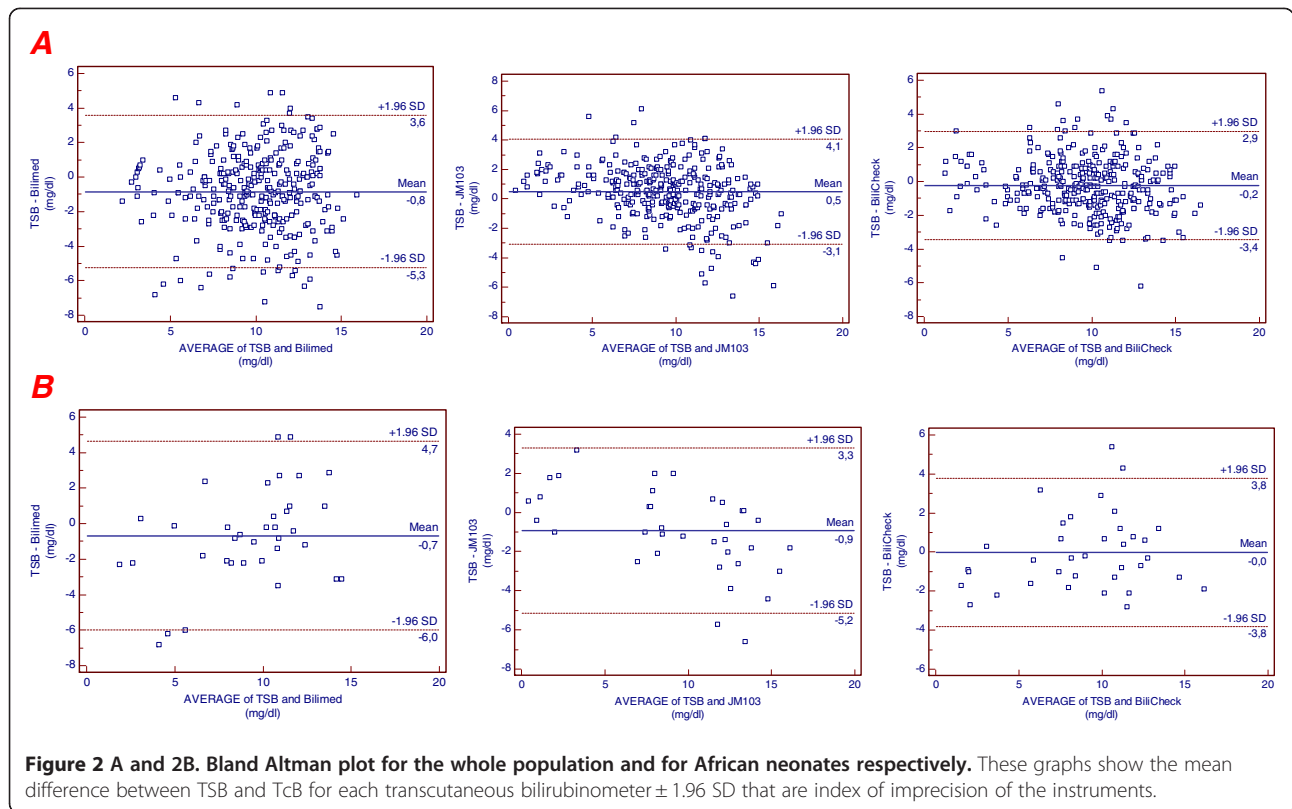 A
6
4
2
0
-2
-4
-6
-8
TSB - Bilimed
(mg/dl)
+1.96 SD
3,6
Mean
-0,8
-1.96 SD
-5,3
0 5 10 15 20
AVERAGE of TSB and Bilimed
(mg/dl)
8
6
4
2
0
-2
-4
-6
-8
TSB - JM103
(mg/dl)
+1.96 SD
4,1
Mean
0,5
-1.96 SD
-3,1
0 5 10 15 20
AVERAGE of TSB and JM103
(mg/dl)
6
4
2
0
-2
-4
-6
-8
TSB - BiliCheck
(mg/dl)
+1.96 SD
2,9
Mean
-0,2
-1.96 SD
-3,4
0 5 10 15 20
AVERAGE of TSB and BiliCheck
(mg/dl)
B
6
4
2
0
-2
-4
-6
-8
TSB - Bilimed
(mg/dl)
+1.96 SD
4,7
Mean
-0,7
-1.96 SD
-6,0
0 5 10 15 20
AVERAGE of TSB and Bilimed
(mg/dl)
4
2
0
-2
-4
-6
-8
TSB - JM103
(mg/dl)
+1.96 SD
3,3
Mean
-0,9
-1.96 SD
-5,2
0 5 10 15 20
AVERAGE of TSB and JM103
(mg/dl)
6
4
2
0
-2
-4
-6
TSB - BiliCheck
(mg/dl)
+1.96 SD
3,8
Mean
-0,0
-1.96 SD
-3,8
0 5 10 15 20
AVERAGE of TSB and BiliCheck
(mg/dl)
Figure 2 A and 2B. Bland Altman plot for the whole population and for African neonates respectively. These graphs show the mean
difference between TSB and TcB for each transcutaneous bilirubinometer ± 1.96 SD that are index of imprecision of the instruments.